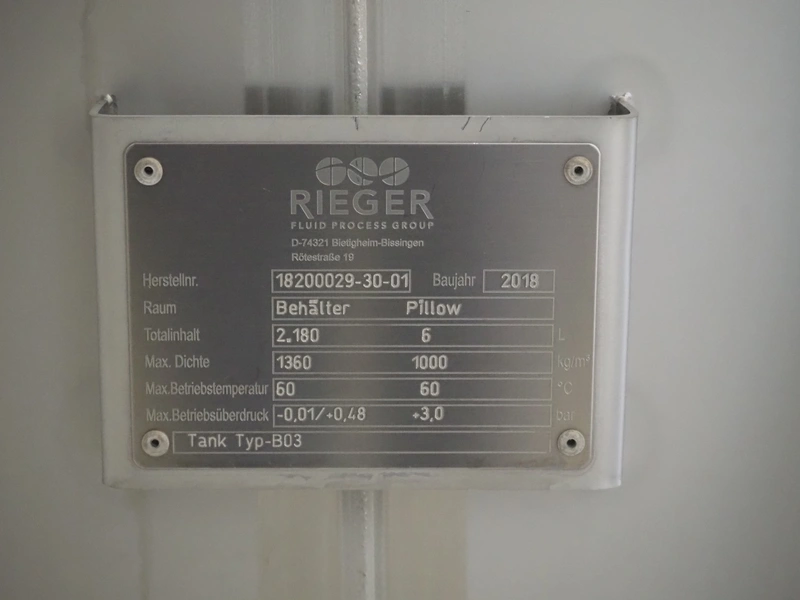 RIEGER
FLUID PROCESS GROUP
D-74321 Bietigheim-Bissingen
Rötestraße 19
Herstellnr. 18200029-30-01 Baujahr 2018
Raum Behälter Pillow
Totalinhalt 2.180 6 L
Max. Dichte 1360 1000 kg/m³
Max.Betriebstemperatur 60 60 °C
Max.Betriebsüberdruck -0,01/+0,48 +3,0 bar
Tank Typ-B03